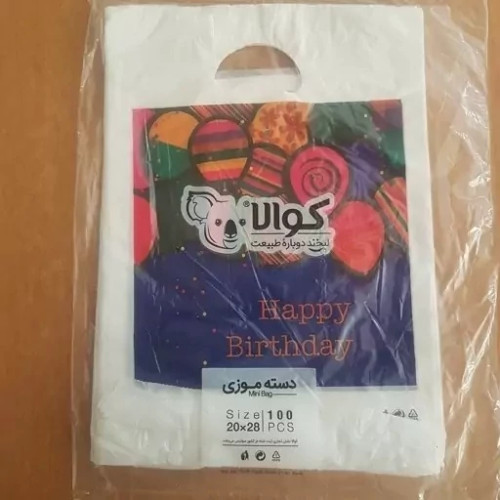 کوالا®
لبخند دوباره طبیعت
Happy
Birthday
دسته موزی
Mini Bag
Size 100
20×28 PCS